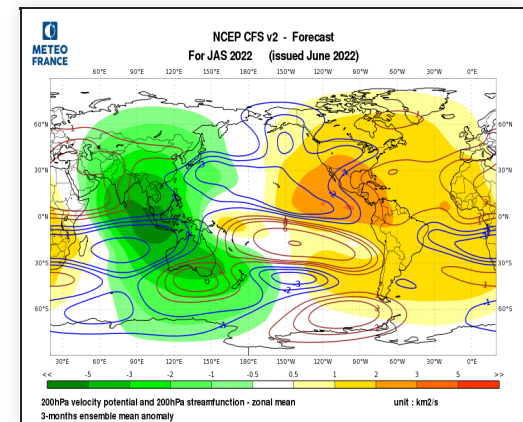 METEO
FRANCE
NCEP CFS v2 - Forecast
For JAS 2022 (issued June 2022)
60°E 90°E 120°E 150°E 180°E 150°W 120°W 90°W 60°W 30°W 0°E
60°N 60°N
30°N 30°N
0°N 0°N
30°S 30°S
60°S 60°S
30°E 60°E 90°E 120°E 150°E 180°E 150°W 120°W 90°W 60°W 30°W 0°E
<< -5 -3 -2 -1 -0.5 0.5 1 2 3 5 >>
200hPa velocity potential and 200hPa streamfunction - zonal mean unit : km2/s
3-months ensemble mean anomaly